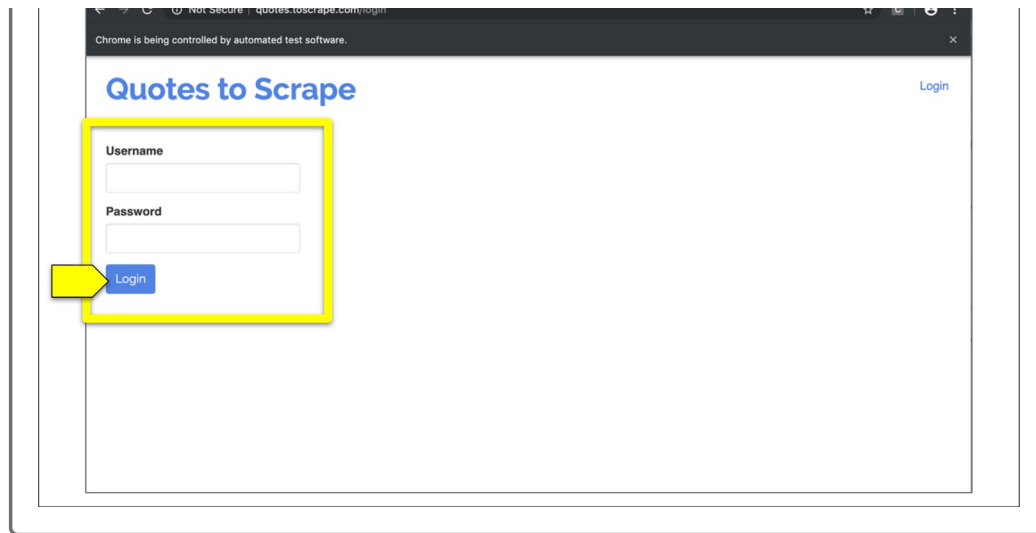 Not Secure | quotes.toscrape.com/login
Chrome is being controlled by automated test software.
Quotes to Scrape
Login
Username
Password
Login